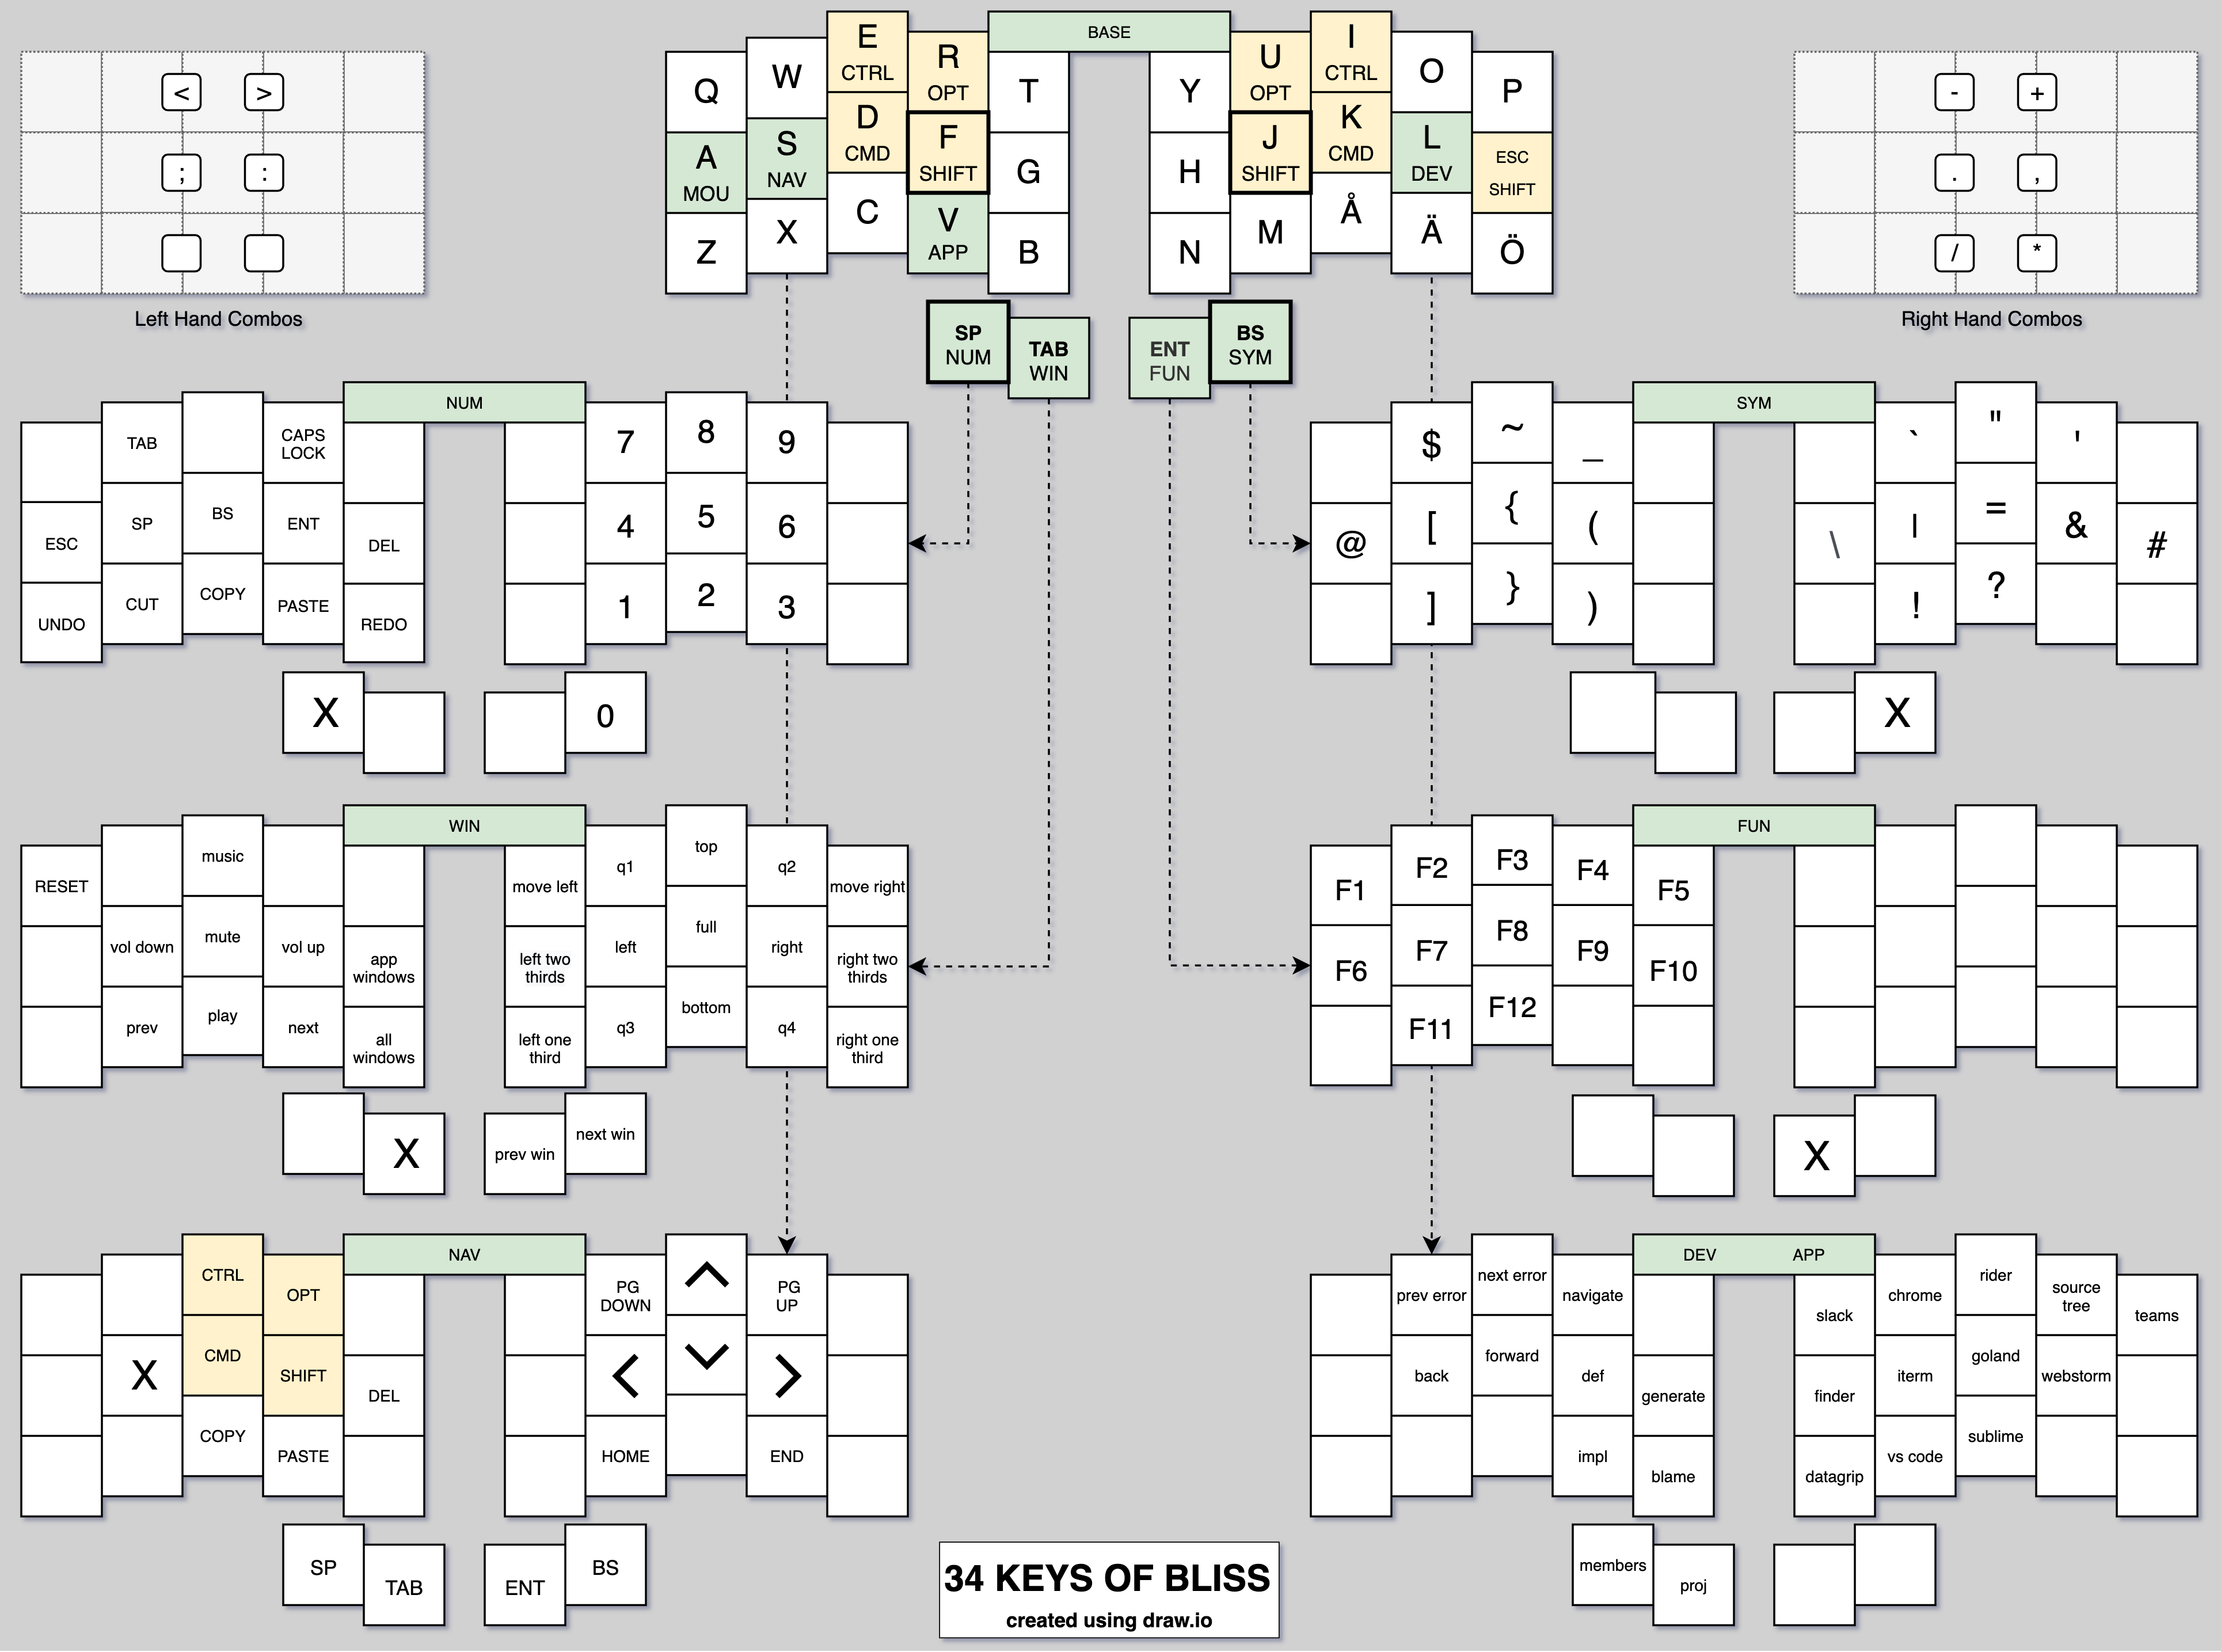 < >
; :
Left Hand Combos
BASE
Q W E R T Y U I O P
CTRL OPT OPT CTRL
A S D F G H J K L ESC
MOU NAV CMD SHIFT SHIFT CMD DEV SHIFT
Z X C V B N M Å Ä Ö
APP
SP TAB ENT BS
NUM WIN FUN SYM
- +
. ,
/ *
Right Hand Combos
NUM
TAB CAPS LOCK 7 8 9
ESC SP BS ENT DEL 4 5 6
UNDO CUT COPY PASTE REDO 1 2 3
X 0
SYM
$ ~ _ ` " '
@ [ { ( \ | = & #
] } ) ! ?
X
WIN
RESET music move left q1 top q2 move right
vol down mute vol up app windows left two thirds left full right right two thirds
prev play next all windows left one third q3 bottom q4 right one third
X prev win next win
FUN
F1 F2 F3 F4 F5
F6 F7 F8 F9 F10
F11 F12
X
NAV
CTRL OPT PG DOWN PG UP
X CMD SHIFT DEL < >
COPY PASTE HOME END
SP TAB ENT BS
DEV APP
prev error next error navigate slack chrome rider source tree teams
back forward def generate finder iterm goland webstorm
impl blame datagrip vs code sublime
members proj
34 KEYS OF BLISS
created using draw.io